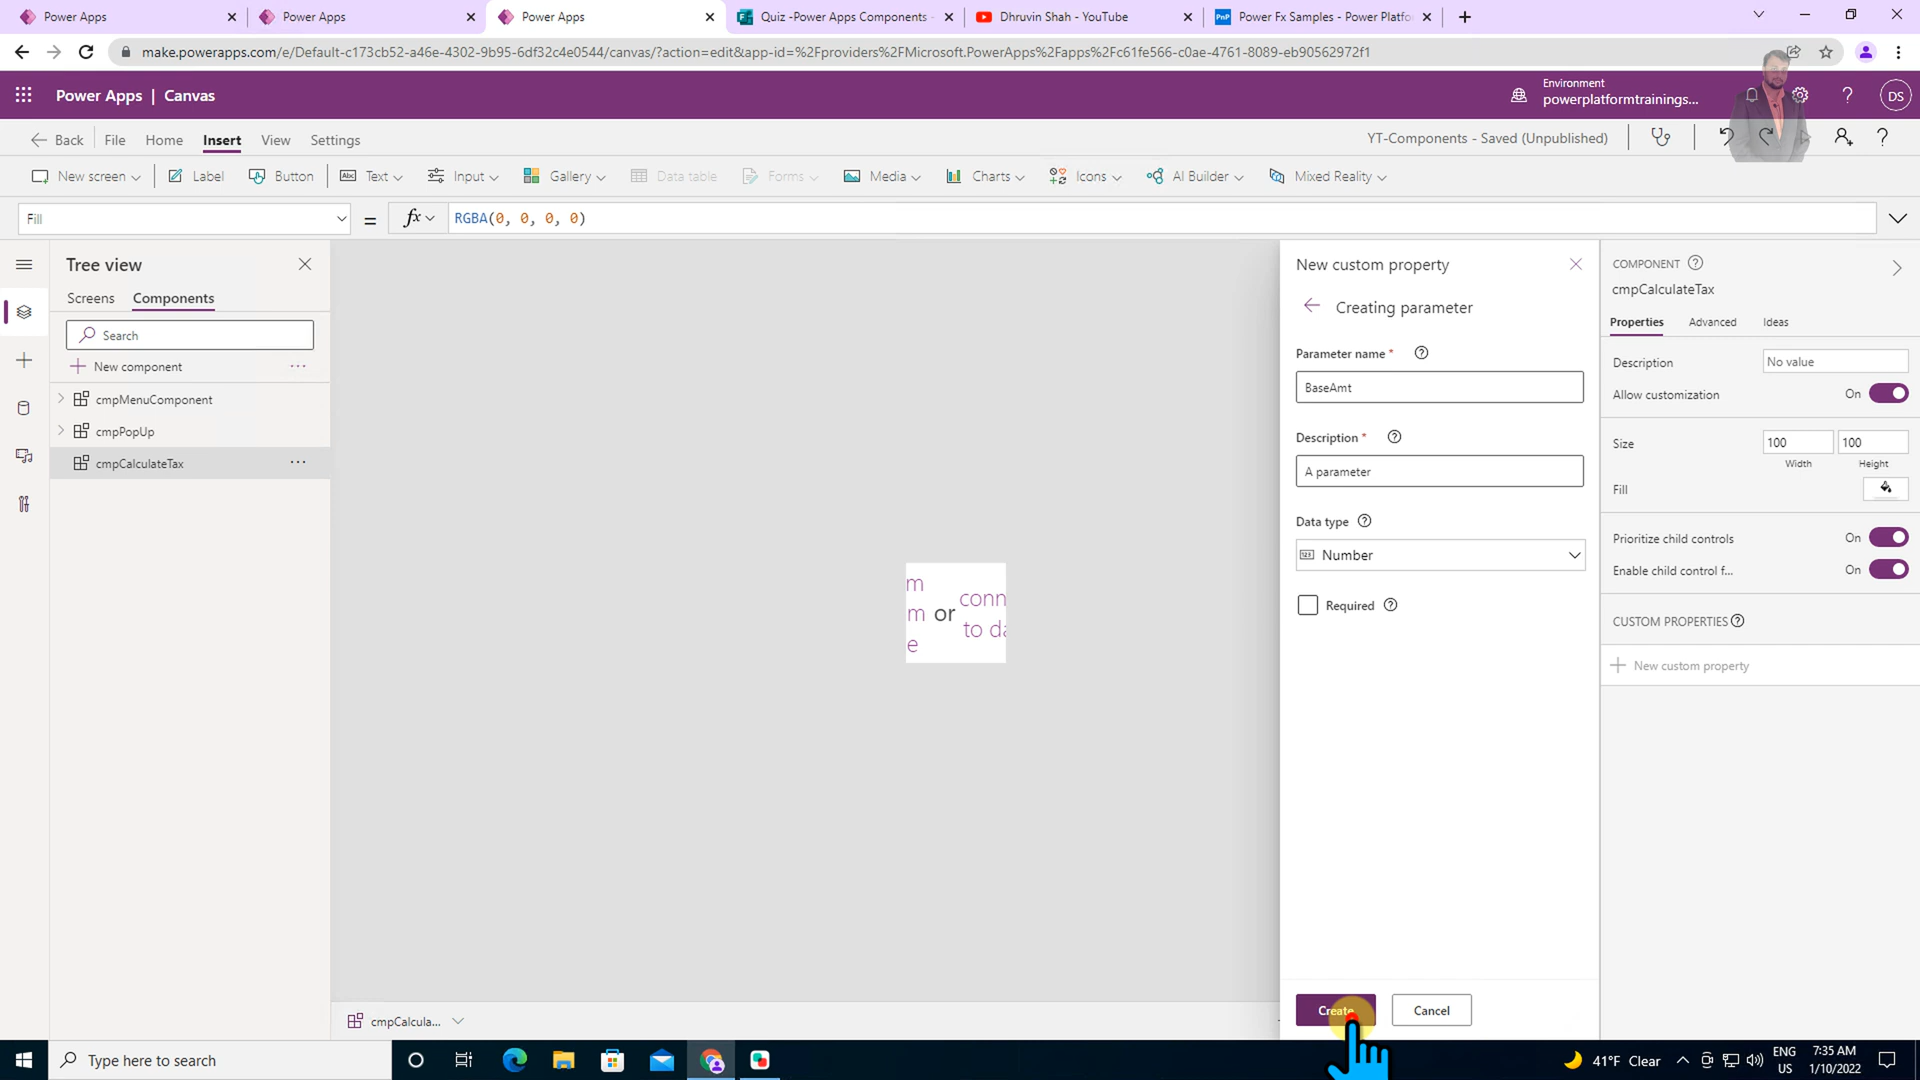 Power Apps
Power Apps
Power Apps
Quiz -Power Apps Components -
Dhruvin Shah - YouTube
Power Fx Samples - Power Platfo
make.powerapps.com/e/Default-c173cb52-a46e-4302-9b95-6df32c4e0544/canvas/?action=edit&app-id=%2Fproviders%2FMicrosoft.PowerApps%2Fapps%2Fc61fe566-c0ae-4761-8089-eb90562972f1
Power Apps | Canvas
Environment
powerplatformtrainings...
?
DS
Back
File
Home
Insert
View
Settings
YT-Components - Saved (Unpublished)
?
New screen
Label
Button
Abc
Text
Input
Gallery
Data table
Forms
Media
Charts
Icons
AI Builder
Mixed Reality
Fill
=
fx
RGBA(0, 0, 0, 0)
Tree view
Screens
Components
Search
New component
...
cmpMenuComponent
cmpPopUp
cmpCalculateTax
...
m
m
e
or
conn
to da
cmpCalcula...
New custom property
Creating parameter
Parameter name *
BaseAmt
Description *
A parameter
Data type
123
Number
Required
Create
Cancel
COMPONENT
cmpCalculateTax
Properties
Advanced
Ideas
Description
No value
Allow customization
On
Size
100
100
Width
Height
Fill
Prioritize child controls
On
Enable child control f...
On
CUSTOM PROPERTIES
New custom property
Type here to search
41°F Clear
ENG
US
7:35 AM
1/10/2022